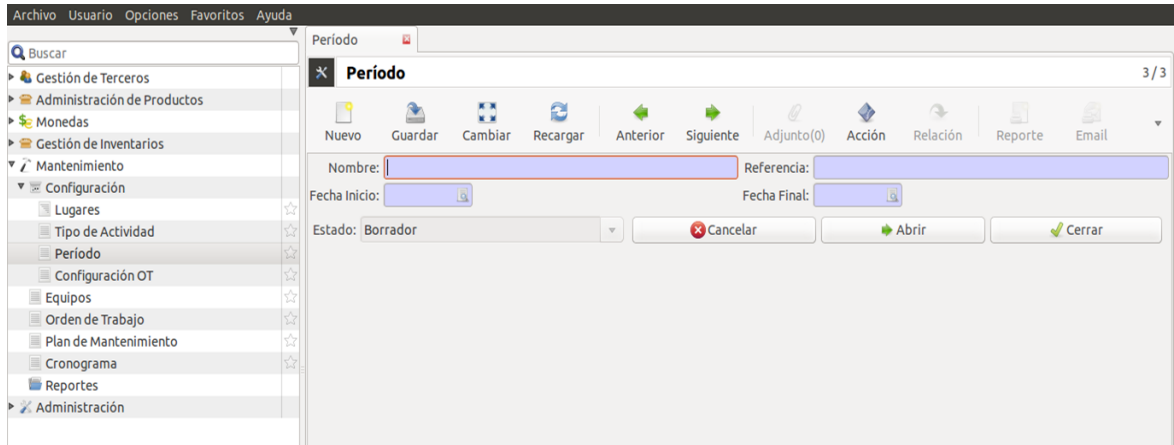 Archivo Usuario Opciones Favoritos Ayuda
Buscar
Gestión de Terceros
Administración de Productos
Monedas
Gestión de Inventarios
Mantenimiento
Configuración
Lugares
Tipo de Actividad
Período
Configuración OT
Equipos
Orden de Trabajo
Plan de Mantenimiento
Cronograma
Reportes
Administración
Período
Período 3/3
Nuevo Guardar Cambiar Recargar Anterior Siguiente Adjunto(0) Acción Relación Reporte Email
Nombre: Referencia:
Fecha Inicio: Fecha Final:
Estado: Borrador Cancelar Abrir Cerrar